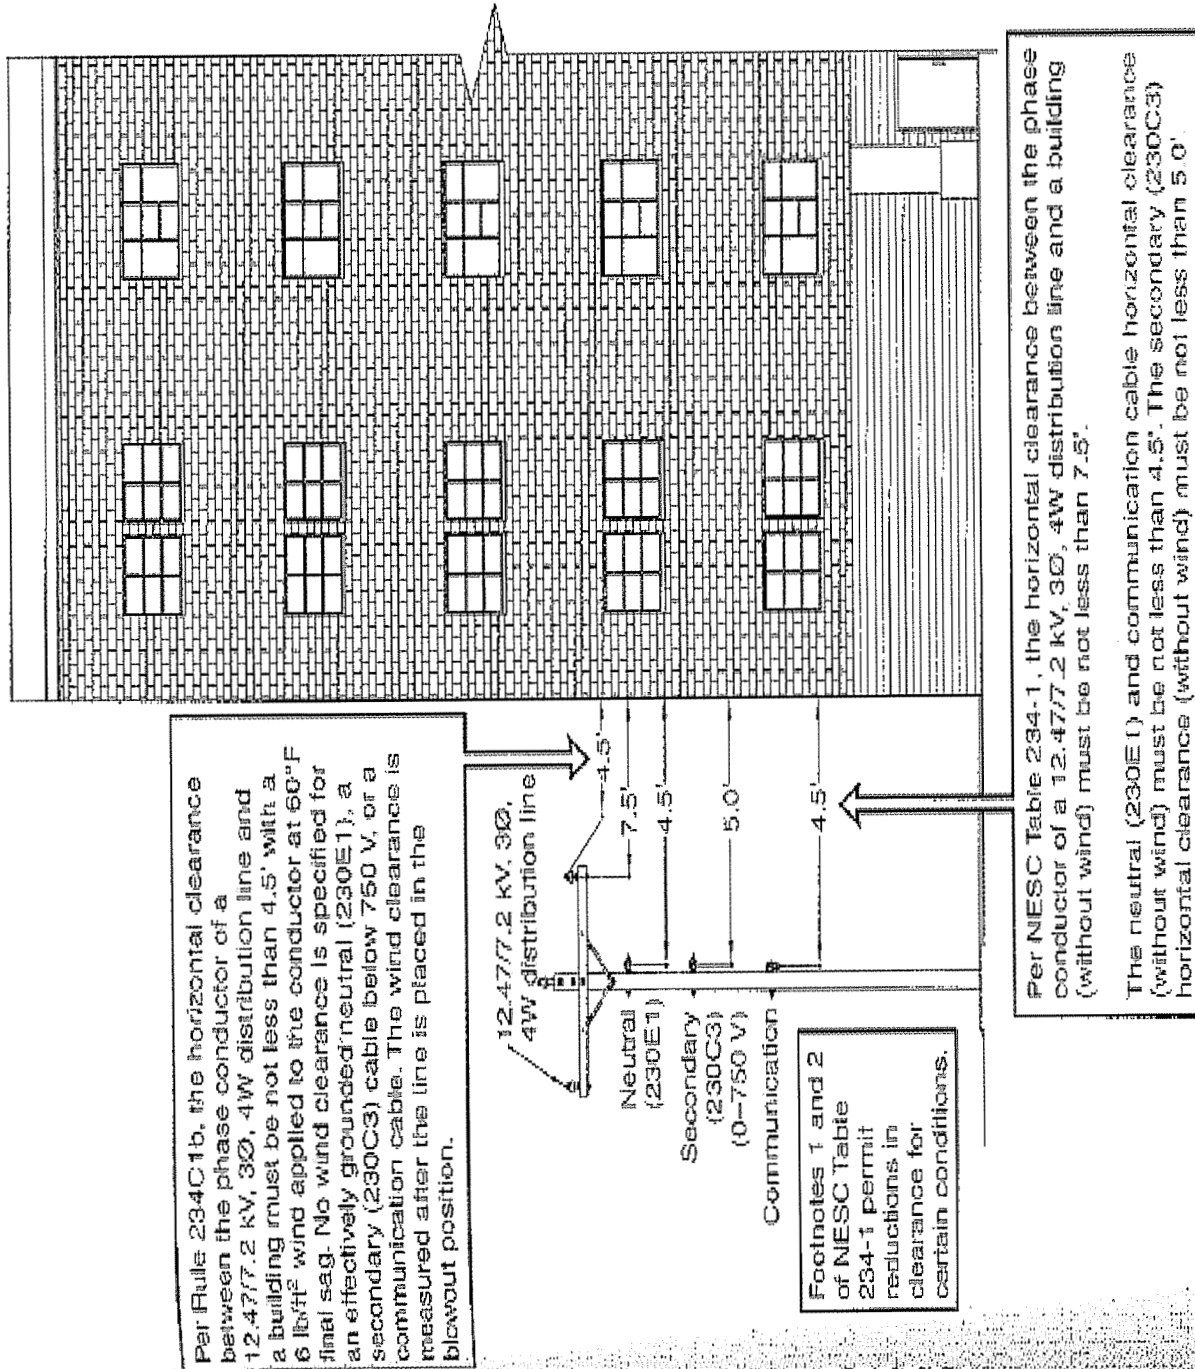 Per Rule 234C1b, the horizontal clearance
between the phase conductor of a
12.47/7.2 kV, 3Ø, 4W distribution line and
a building must be not less than 4.5' with a
6 lb/ft² wind applied to the conductor at 60°F
final sag. No wind clearance is specified for
an effectively grounded neutral (230E1), a
secondary (230C3) cable below 750 V, or a
communication cable. The wind clearance is
measured after the line is placed in the
blowout position.
12.47/7.2 kV, 3Ø,
4W distribution line
4.5'
7.5'
4.5'
5.0'
4.5'
Neutral
(230E1)
Secondary
(230C3)
(0–750 V)
Communication
Footnotes 1 and 2
of NESC Table
234-1 permit
reductions in
clearance for
certain conditions.
Per NESC Table 234-1, the horizontal clearance between the phase
conductor of a 12.47/7.2 kV, 3Ø, 4W distribution line and a building
(without wind) must be not less than 7.5'.
The neutral (230E1) and communication cable horizontal clearance
(without wind) must be not less than 4.5'. The secondary (230C3)
horizontal clearance (without wind) must be not less than 5.0'.